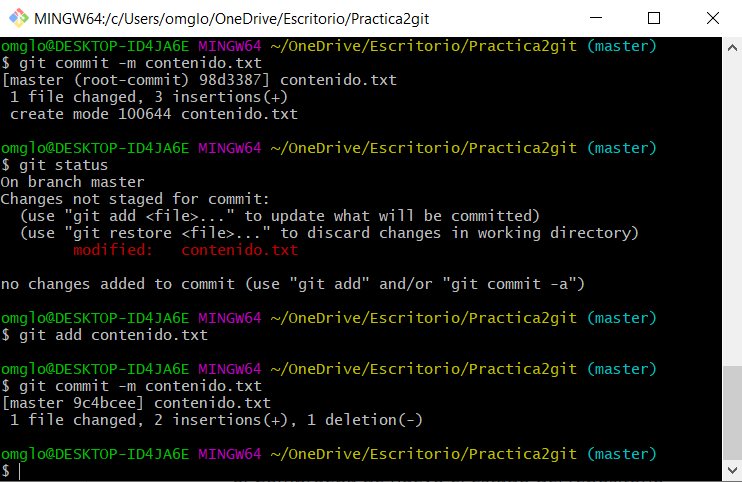 MINGW64:/c/Users/omglo/OneDrive/Escritorio/Practica2git
omglo@DESKTOP-ID4JA6E MINGW64 ~/OneDrive/Escritorio/Practica2git (master)
$ git commit -m contenido.txt
[master (root-commit) 98d3387] contenido.txt
 1 file changed, 3 insertions(+)
 create mode 100644 contenido.txt
omglo@DESKTOP-ID4JA6E MINGW64 ~/OneDrive/Escritorio/Practica2git (master)
$ git status
On branch master
Changes not staged for commit:
  (use "git add <file>..." to update what will be committed)
  (use "git restore <file>..." to discard changes in working directory)
        modified:   contenido.txt
no changes added to commit (use "git add" and/or "git commit -a")
omglo@DESKTOP-ID4JA6E MINGW64 ~/OneDrive/Escritorio/Practica2git (master)
$ git add contenido.txt
omglo@DESKTOP-ID4JA6E MINGW64 ~/OneDrive/Escritorio/Practica2git (master)
$ git commit -m contenido.txt
[master 9c4bcee] contenido.txt
 1 file changed, 2 insertions(+), 1 deletion(-)
omglo@DESKTOP-ID4JA6E MINGW64 ~/OneDrive/Escritorio/Practica2git (master)
$